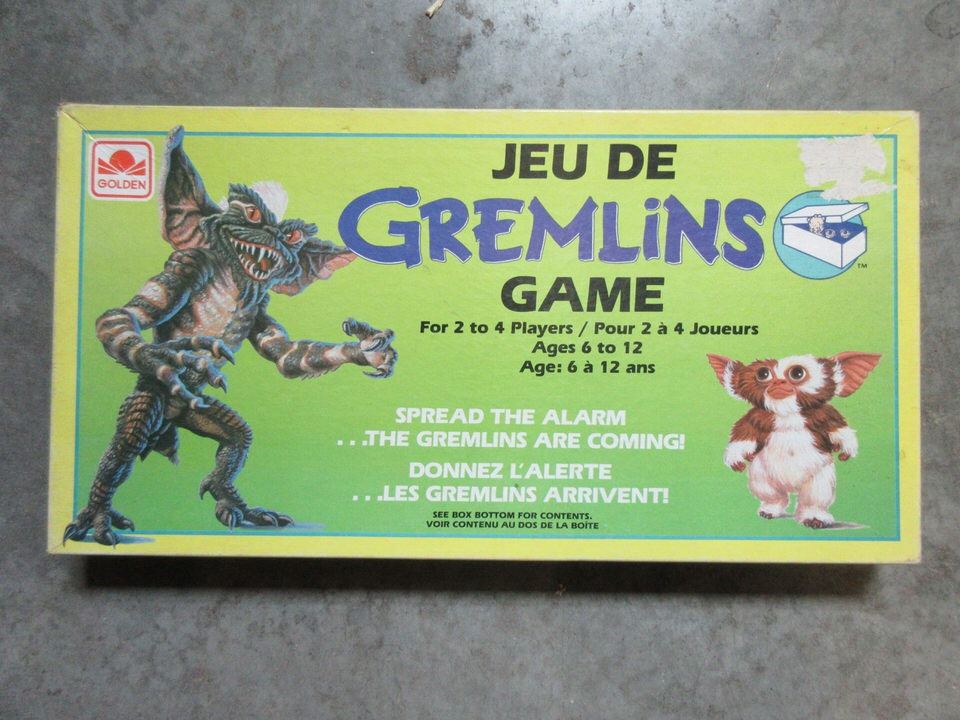 GOLDEN
JEU DE
GREMLiNS
GAME
TM
For 2 to 4 Players / Pour 2 à 4 Joueurs
Ages 6 to 12
Age: 6 à 12 ans
SPREAD THE ALARM
...THE GREMLINS ARE COMING!
DONNEZ L'ALERTE
...LES GREMLINS ARRIVENT!
SEE BOX BOTTOM FOR CONTENTS.
VOIR CONTENU AU DOS DE LA BOÎTE